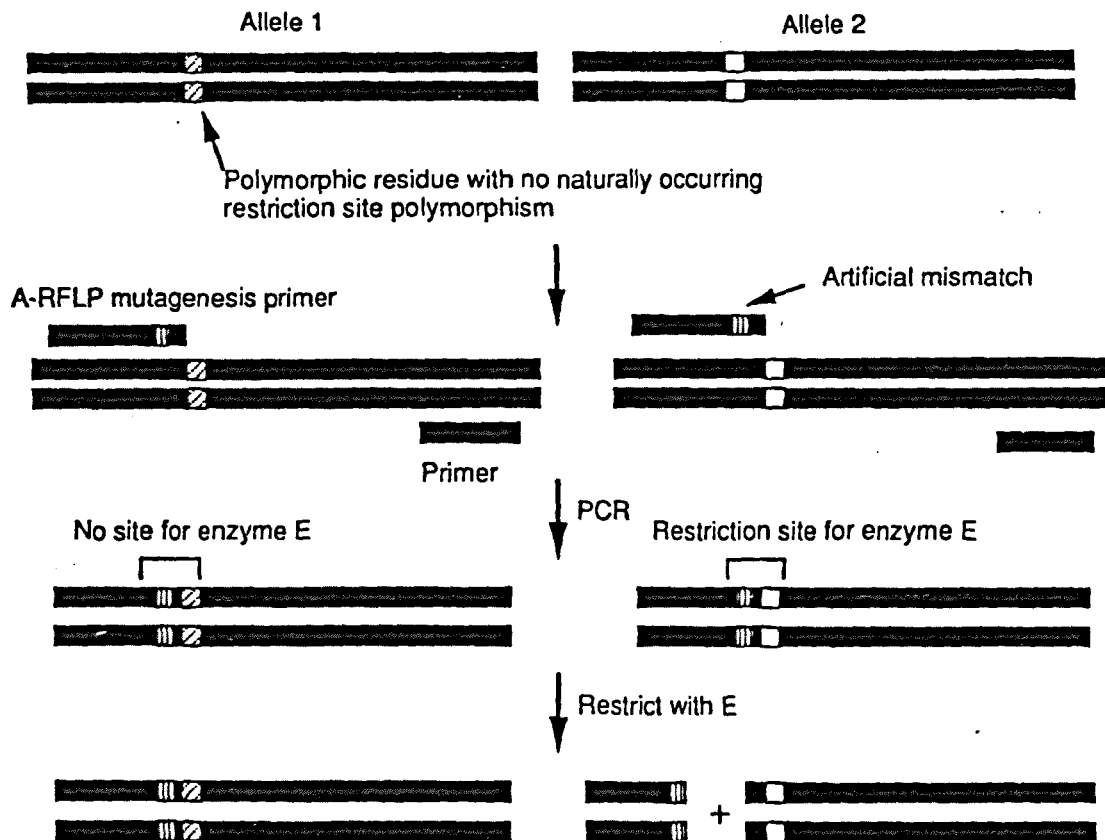 Allele 1
Allele 2
Polymorphic residue with no naturally occurring
restriction site polymorphism
A-RFLP mutagenesis primer
Artificial mismatch
Primer
PCR
No site for enzyme E
Restriction site for enzyme E
Restrict with E
+